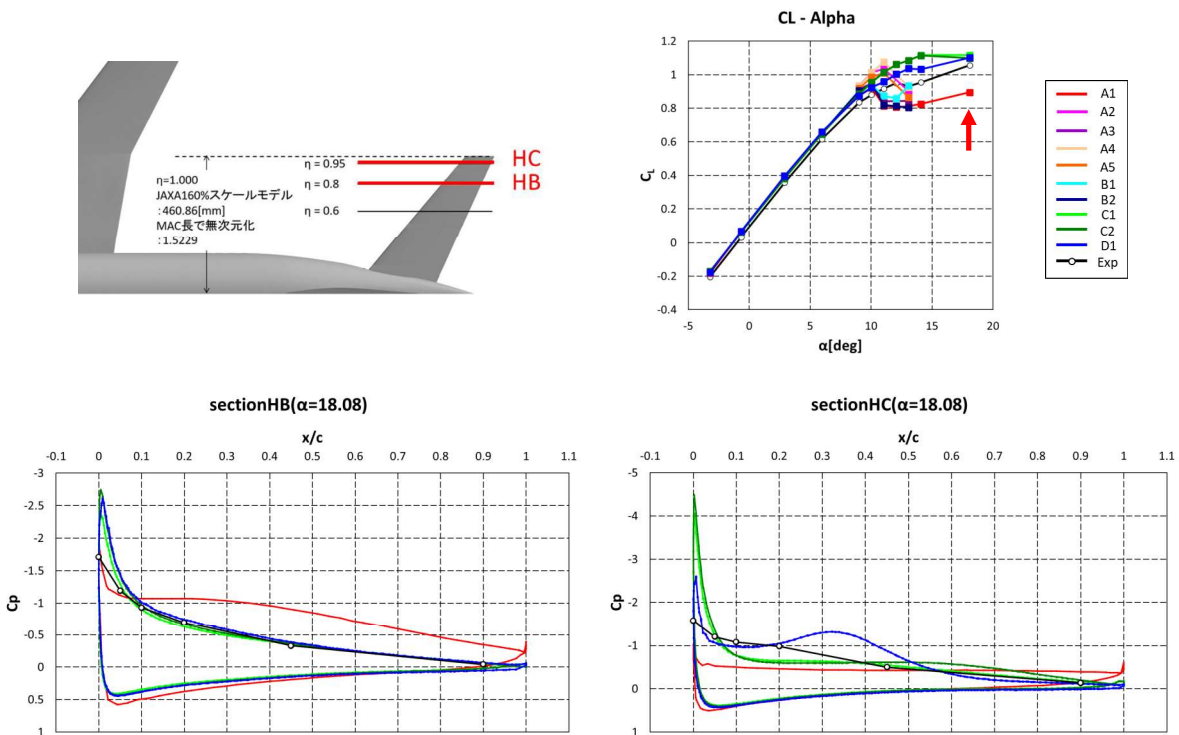 CL - Alpha
η=1.000
JAXA160%スケールモデル
:460.86[mm]
MAC長で無次元化
:1.5229
η = 0.95
HC
η = 0.8
HB
η = 0.6
1.2
1
0.8
0.6
0.4
0.2
0
-0.2
-0.4
CL
-5 0 5 10 15 20
α[deg]
A1
A2
A3
A4
A5
B1
B2
C1
C2
D1
Exp
sectionHB(α=18.08)
x/c
-0.1 0 0.1 0.2 0.3 0.4 0.5 0.6 0.7 0.8 0.9 1 1.1
-3
-2.5
-2
-1.5
-1
-0.5
0
0.5
1
Cp
sectionHC(α=18.08)
x/c
-0.1 0 0.1 0.2 0.3 0.4 0.5 0.6 0.7 0.8 0.9 1 1.1
-5
-4
-3
-2
-1
0
1
Cp